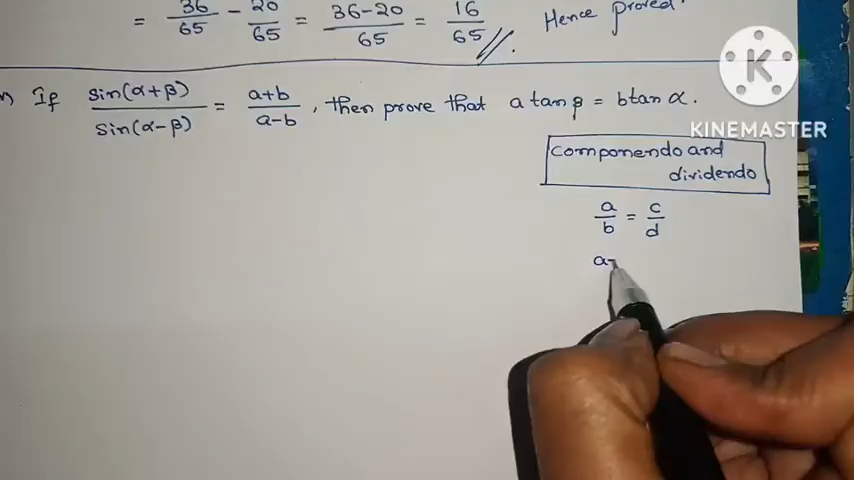 = 36/65 - 20/65 = 36-20/65 = 16/65 // . Hence proved.
If sin(α+β)/sin(α-β) = a+b/a-b , then prove that a tan β = b tan α.
componendo and
dividendo
a/b = c/d
a-
K
KINEMASTER